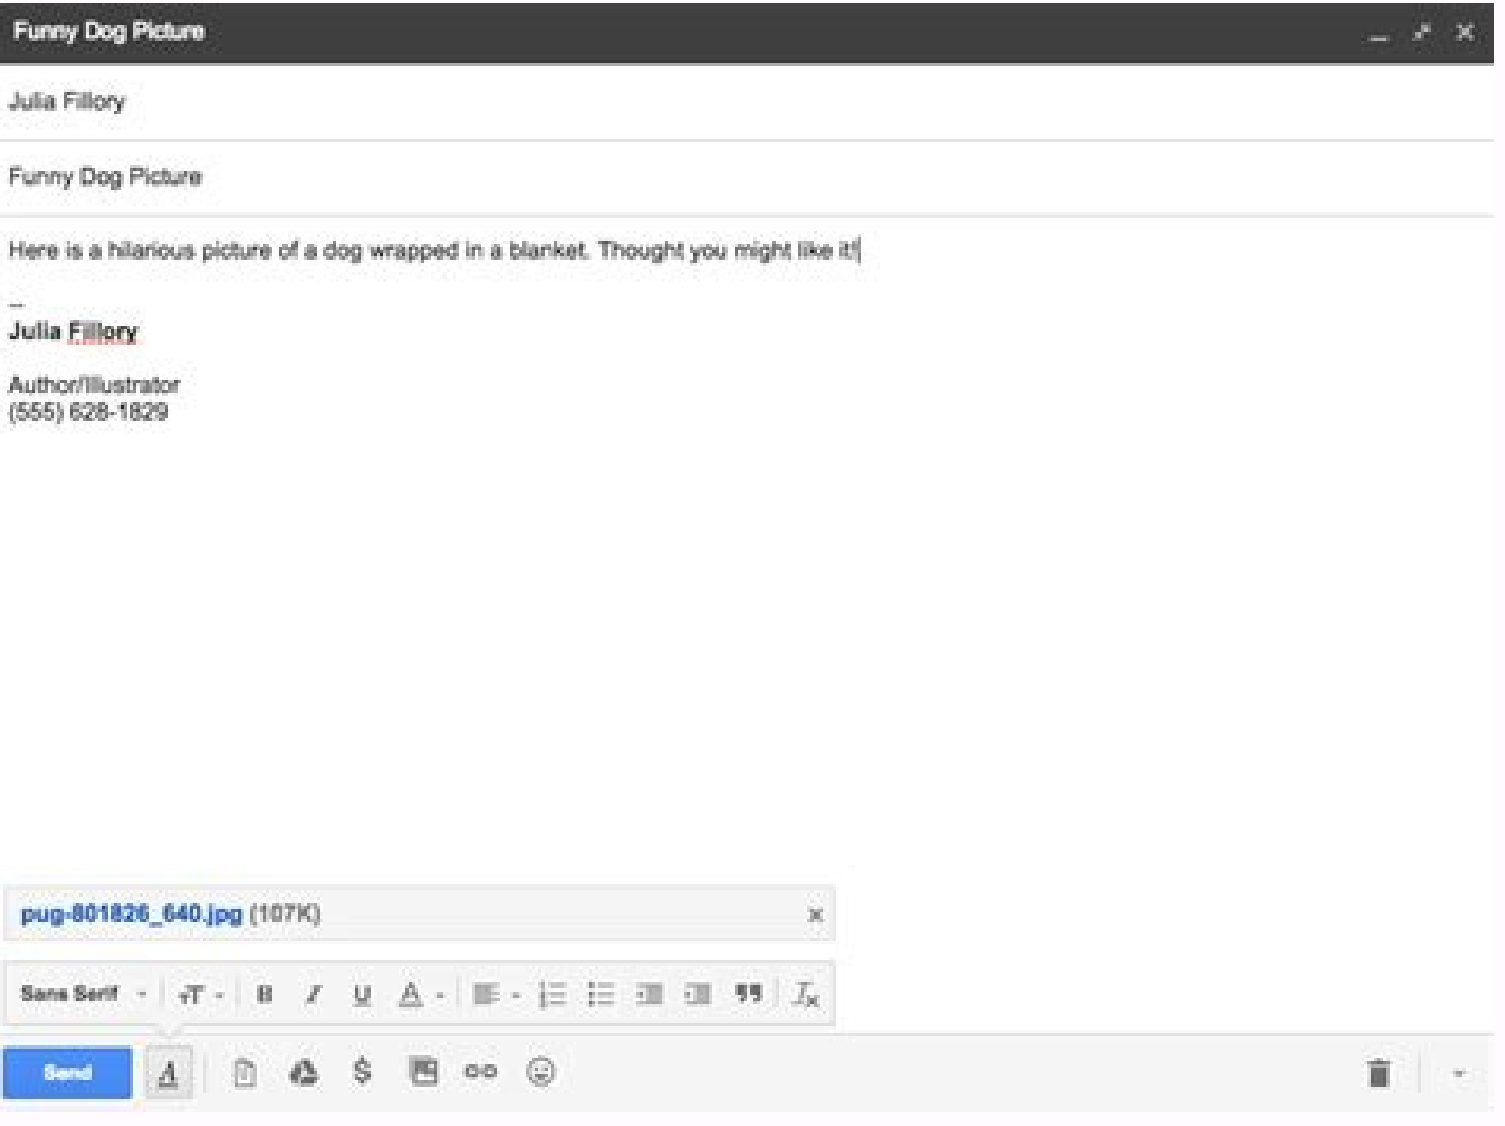 Funny Dog Picture
Julia Fillory
Funny Dog Picture
Here is a hilarious picture of a dog wrapped in a blanket. Thought you might like it!
--
Julia Fillory
Author/Illustrator
(555) 628-1829
pug-801826_640.jpg (107K)
Sans Serif
Send